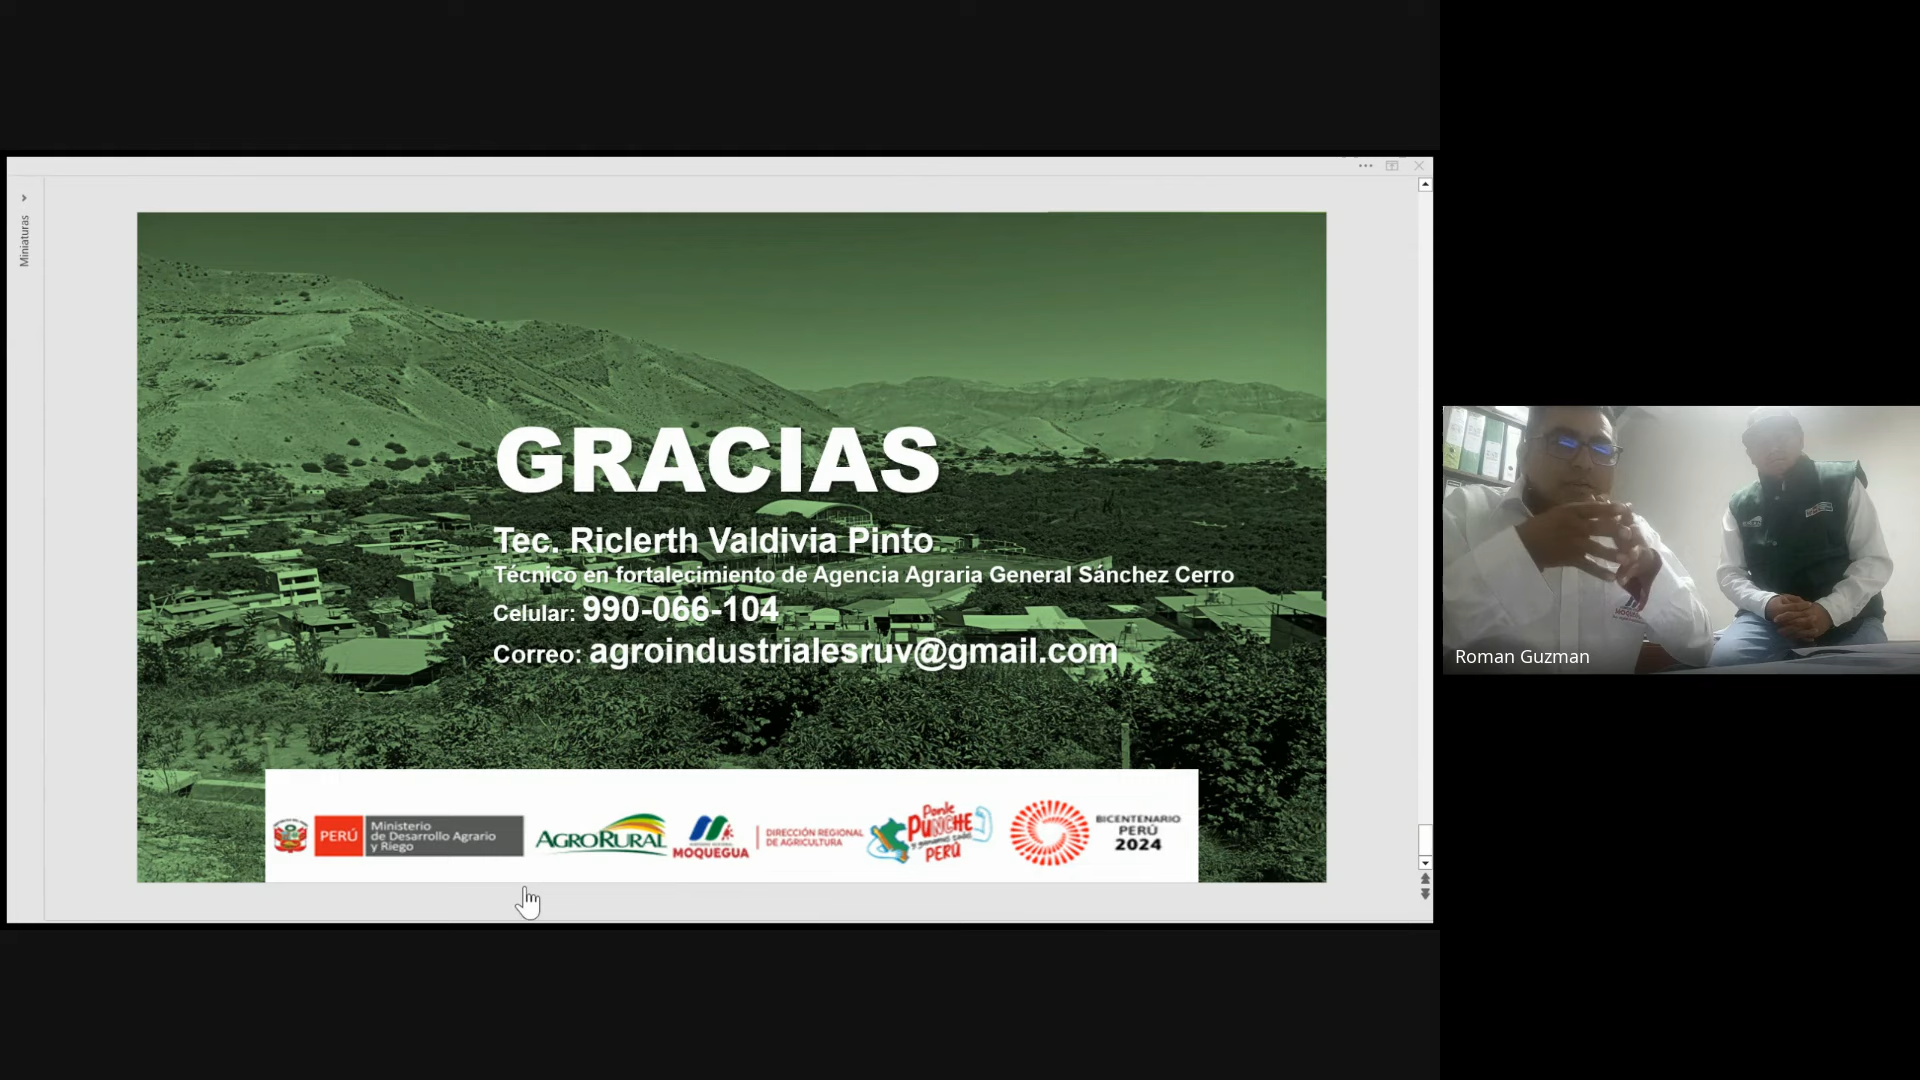 Miniaturas
GRACIAS
Tec. Riclerth Valdivia Pinto
Técnico en fortalecimiento de Agencia Agraria General Sánchez Cerro
Celular: 990-066-104
Correo: agroindustrialesruv@gmail.com
PERÚ
Ministerio
de Desarrollo Agrario
y Riego
AGRORURAL
MOQUEGUA
DIRECCIÓN REGIONAL
DE AGRICULTURA
Ponle
PUNCHE
PERÚ
BICENTENARIO
PERÚ
2024
Roman Guzman